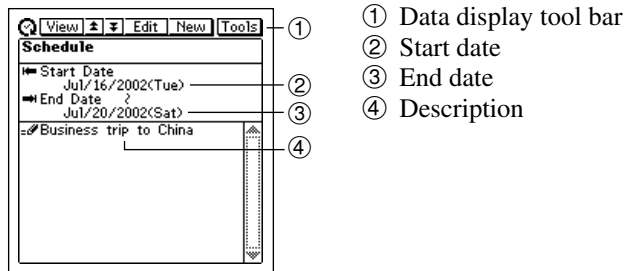 View Edit New Tools
Schedule
Start Date
Jul/16/2002(Tue)
End Date
Jul/20/2002(Sat)
Business trip to China
①
②
③
④
① Data display tool bar
② Start date
③ End date
④ Description